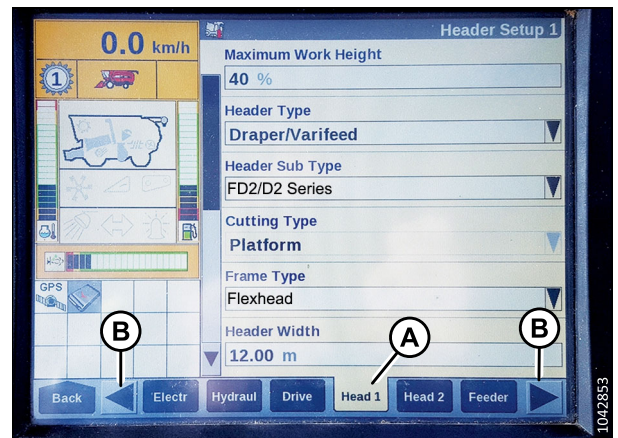 0.0 km/h
Header Setup 1
1
Maximum Work Height
40 %
Header Type
Draper/Varifeed
Header Sub Type
FD2/D2 Series
Cutting Type
Platform
Frame Type
Flexhead
GPS
Header Width
12.00 m
B
A
B
Back
Electr
Hydraul
Drive
Head 1
Head 2
Feeder
1042853